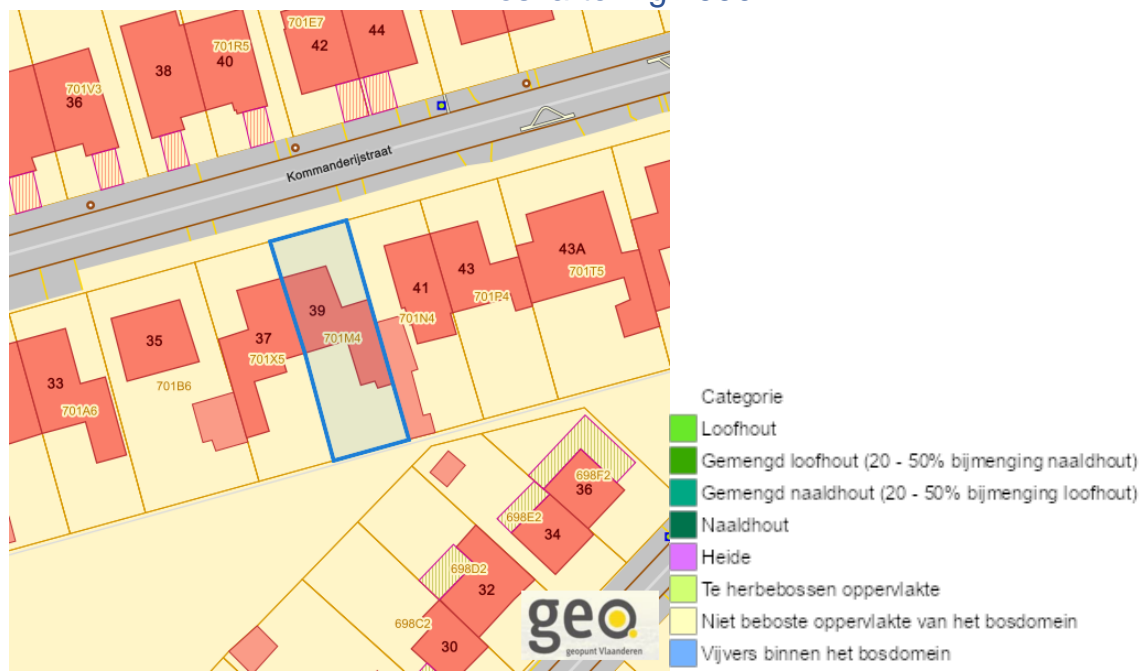 701E7
44
42
701R5
40
38
36
701V3
Kommanderijstraat
43A
701T5
43
701P4
41
701N4
39
701M4
37
701X5
35
701B6
33
701A6
698F2
36
698E2
34
698D2
32
698C2
30
geo
geopunt Vlaanderen
Categorie
Loofhout
Gemengd loofhout (20 - 50% bijmenging naaldhout)
Gemengd naaldhout (20 - 50% bijmenging loofhout)
Naaldhout
Heide
Te herbebossen oppervlakte
Niet beboste oppervlakte van het bosdomein
Vijvers binnen het bosdomein